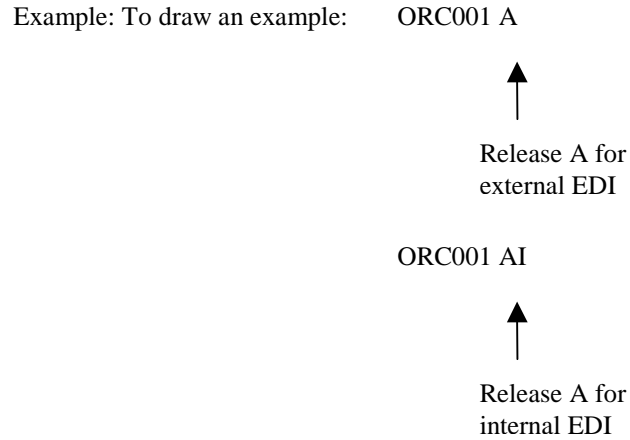 Example: To draw an example: ORC001 A
Release A for
external EDI
ORC001 AI
Release A for
internal EDI